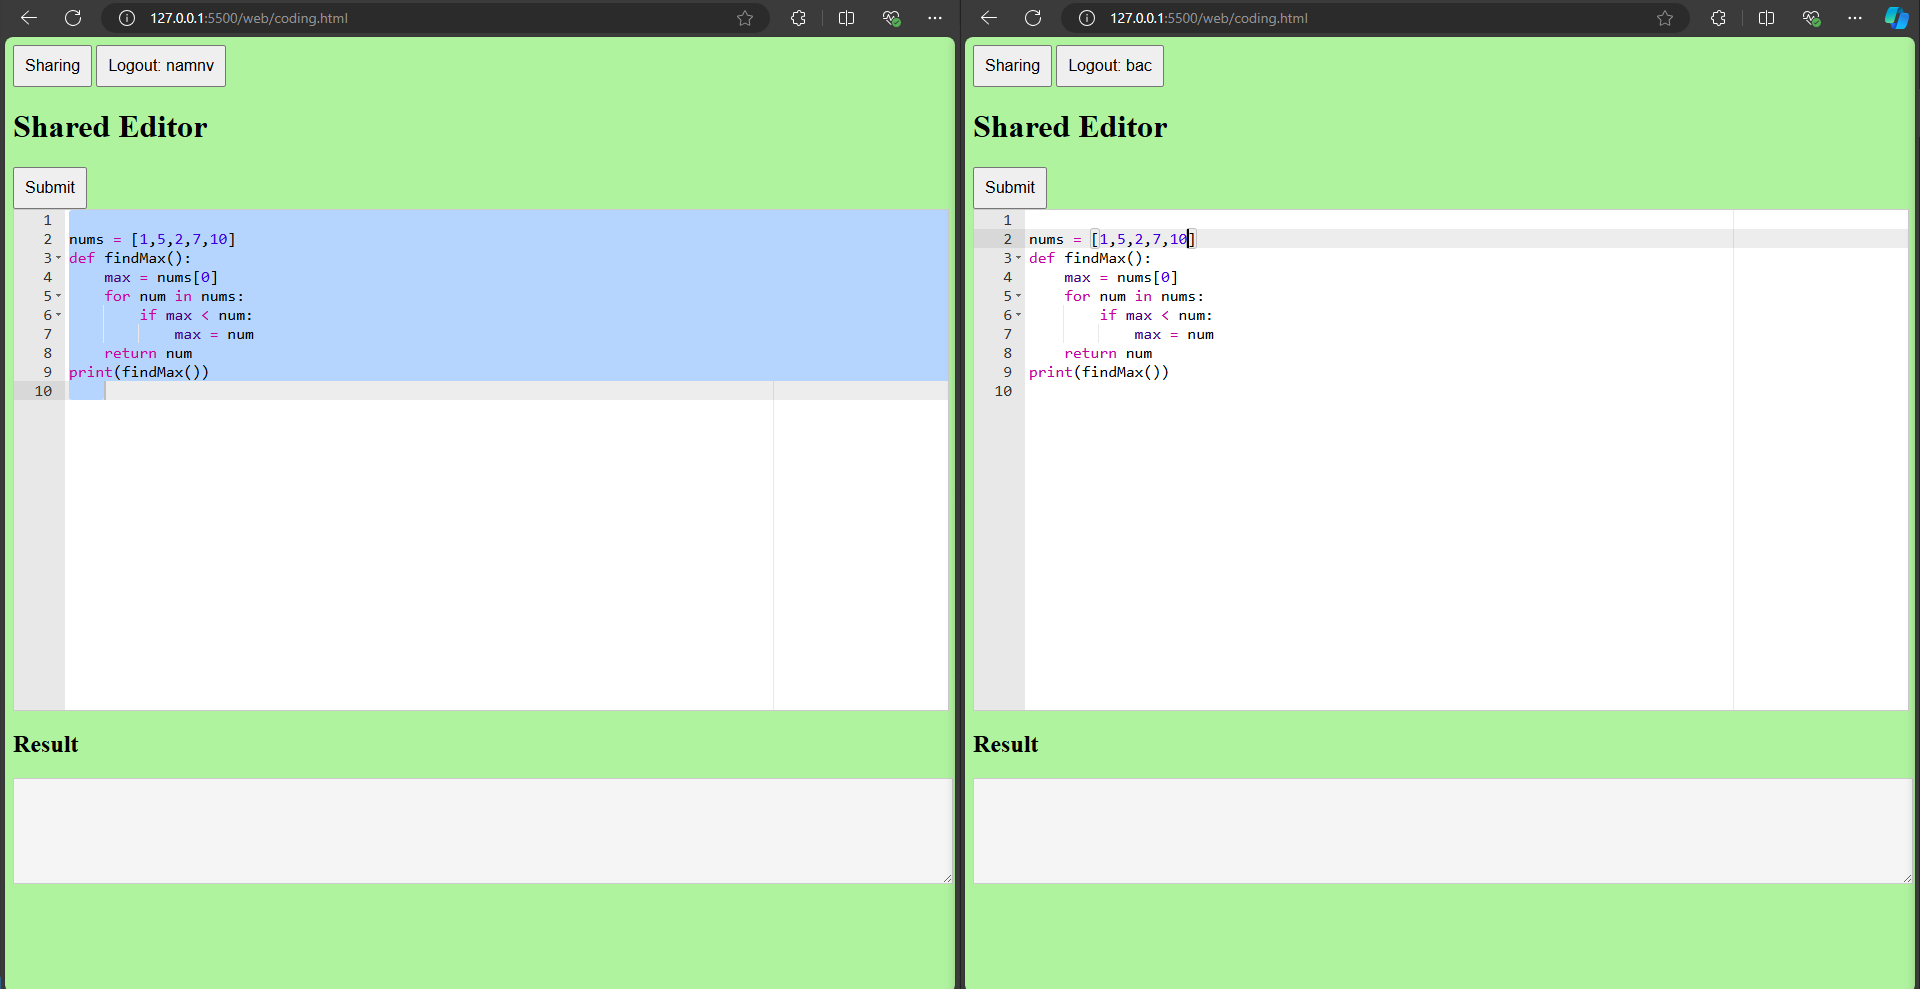 127.0.0.1:5500/web/coding.html
Sharing Logout: namnv
Shared Editor
Submit
1
2 nums = [1,5,2,7,10]
3 def findMax():
4     max = nums[0]
5     for num in nums:
6         if max < num:
7             max = num
8     return num
9 print(findMax())
10
Result
127.0.0.1:5500/web/coding.html
Sharing Logout: bac
Shared Editor
Submit
1
2 nums = [1,5,2,7,10]
3 def findMax():
4     max = nums[0]
5     for num in nums:
6         if max < num:
7             max = num
8     return num
9 print(findMax())
10
Result